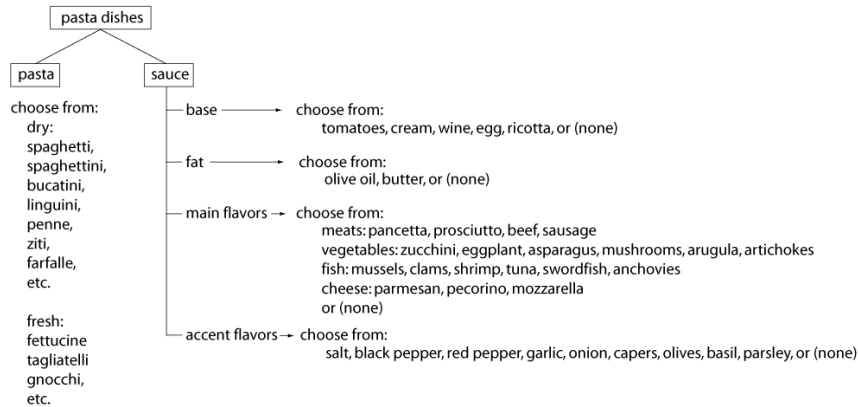 pasta dishes
pasta
sauce
choose from:
dry:
spaghetti,
spaghettini,
bucatini,
linguini,
penne,
ziti,
farfalle,
etc.
fresh:
fettucine
tagliatelli
gnocchi,
etc.
base
choose from:
tomatoes, cream, wine, egg, ricotta, or (none)
fat
choose from:
olive oil, butter, or (none)
main flavors
choose from:
meats: pancetta, prosciutto, beef, sausage
vegetables: zucchini, eggplant, asparagus, mushrooms, arugula, artichokes
fish: mussels, clams, shrimp, tuna, swordfish, anchovies
cheese: parmesan, pecorino, mozzarella
or (none)
accent flavors
choose from:
salt, black pepper, red pepper, garlic, onion, capers, olives, basil, parsley, or (none)